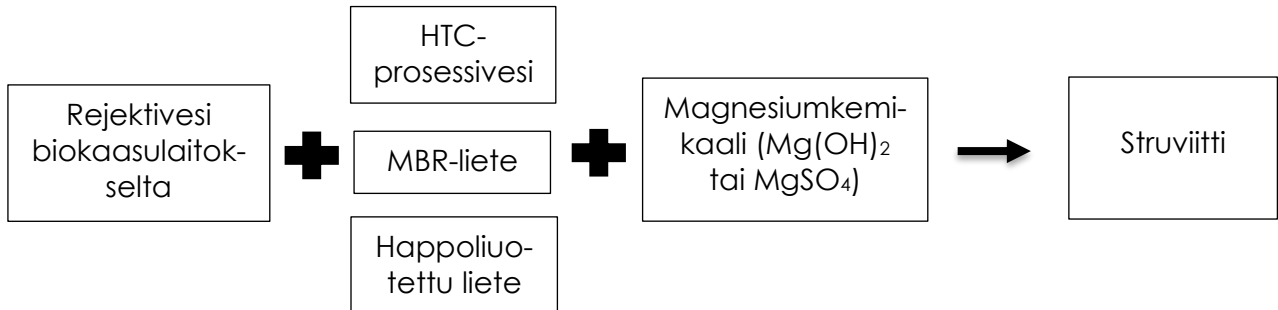 Rejektivesi
biokaasulaitok-
selta
HTC-
prosessivesi
MBR-liete
Happoliuo-
tettu liete
Magnesiumkemi-
kaali (Mg(OH)₂
tai MgSO₄)
Struviitti